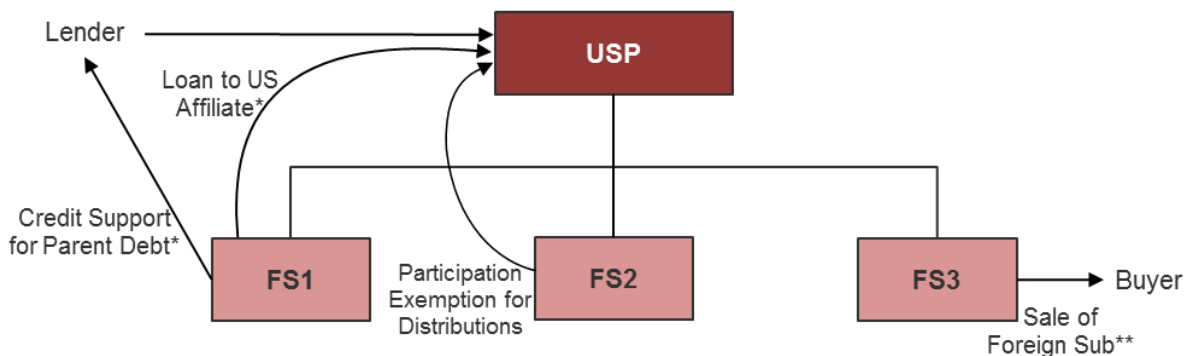 Lender
USP
Loan to US
Affiliate*
Credit Support
for Parent Debt*
FS1
Participation
Exemption for
Distributions
FS2
FS3
Buyer
Sale of
Foreign Sub**